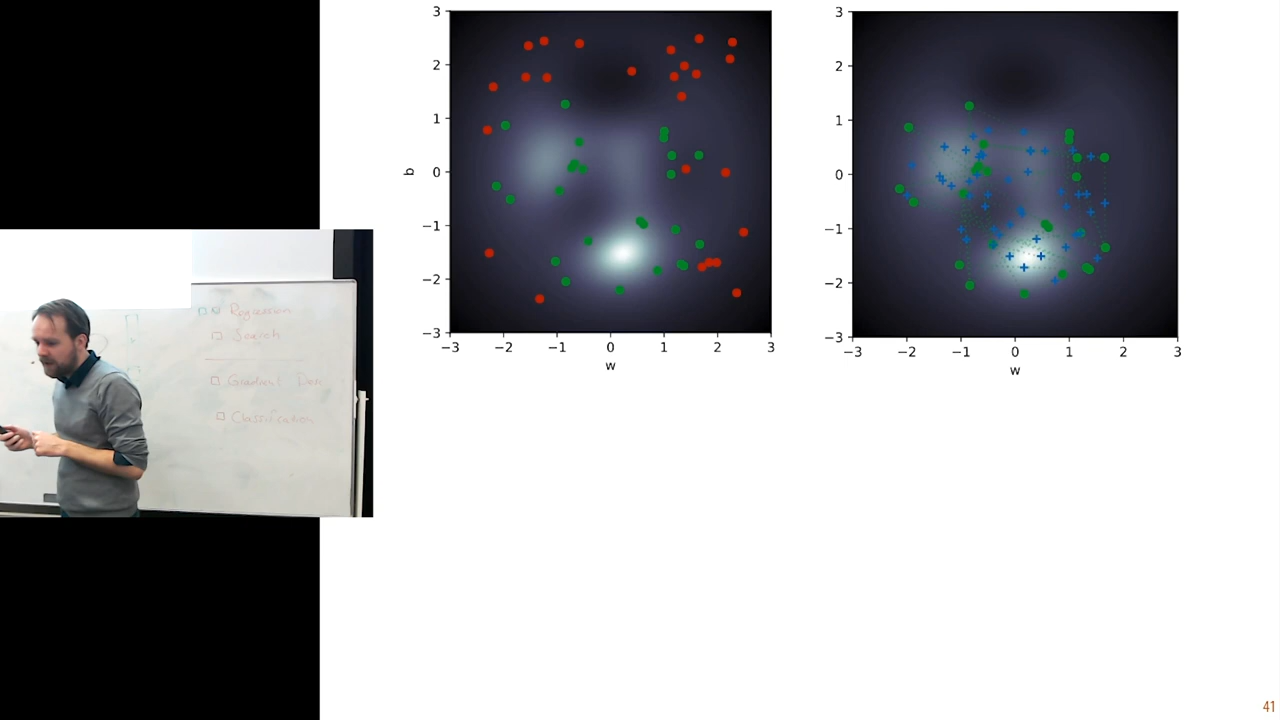 3
2
1
0
−1
−2
−3
b
−3 −2 −1 0 1 2 3
w
3
2
1
0
−1
−2
−3
−3 −2 −1 0 1 2 3
w
Regression
Search
Gradient
Classification
41